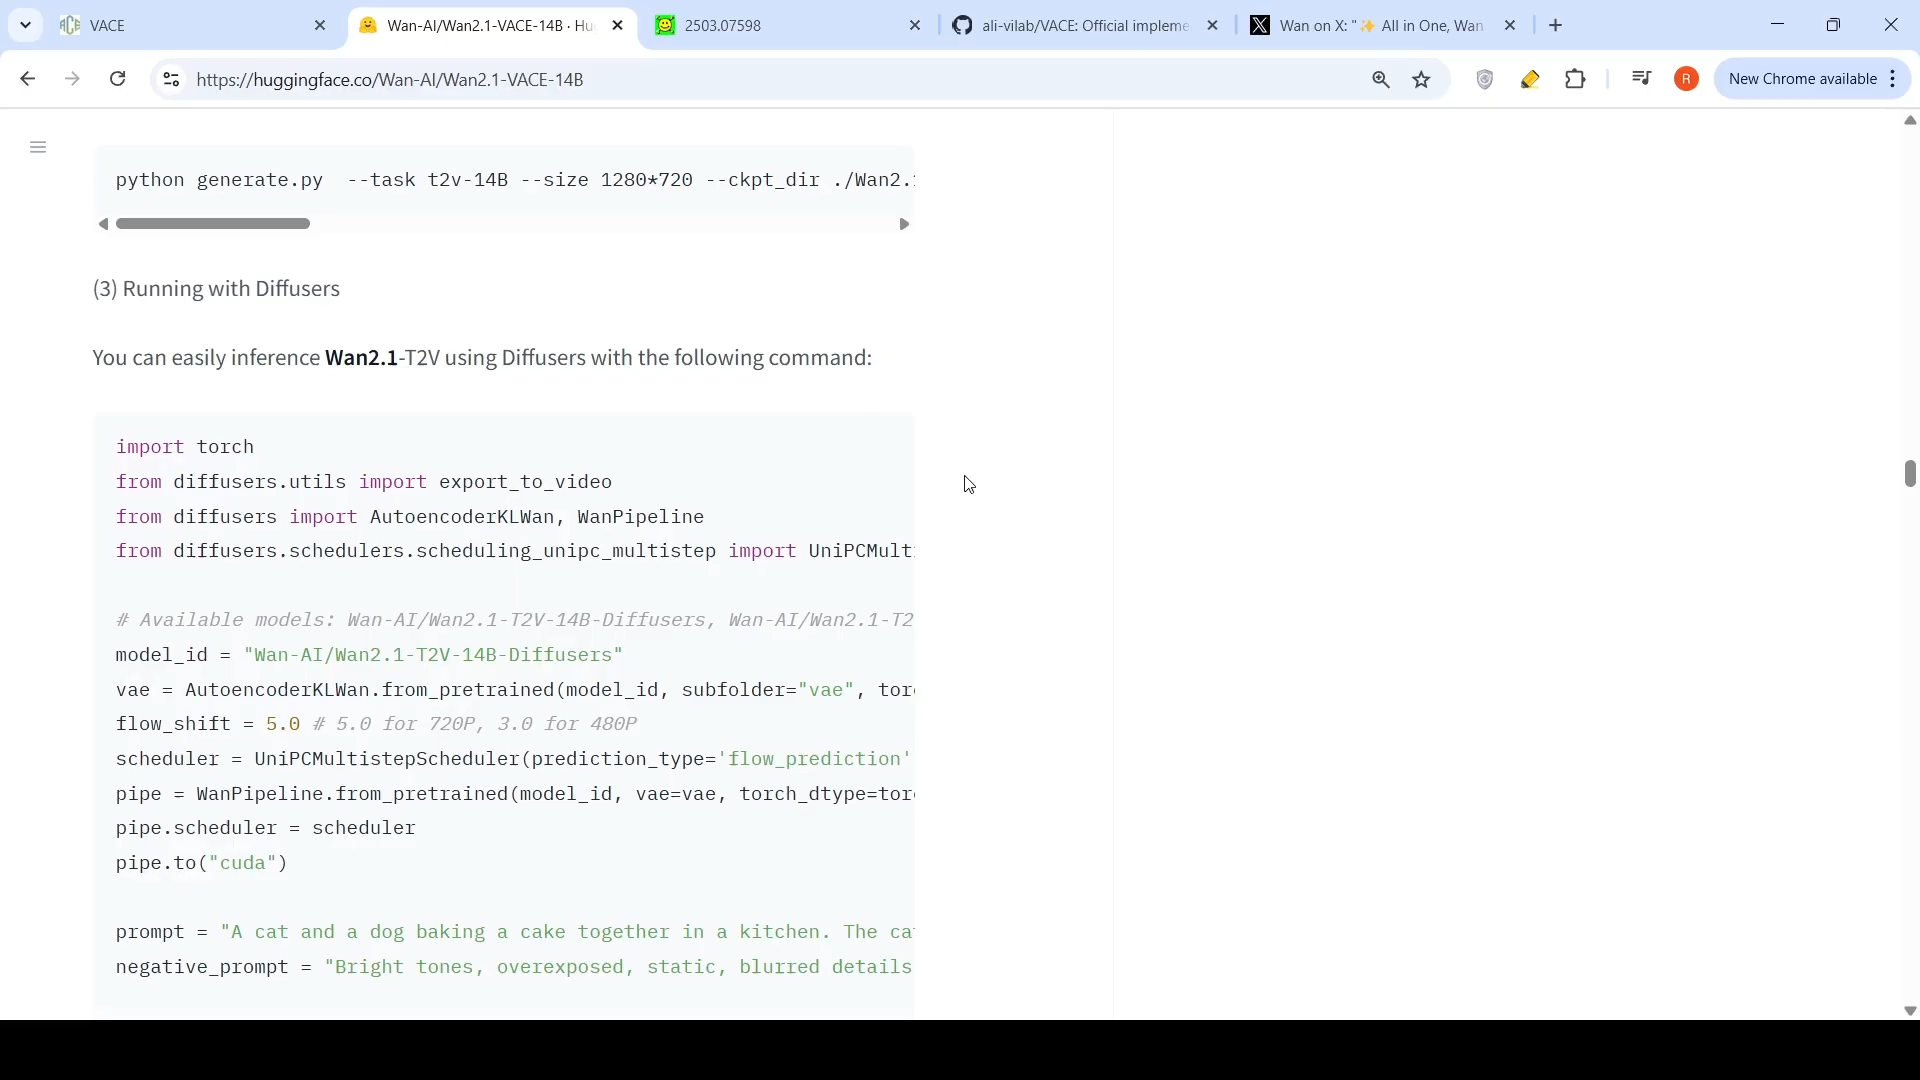 VACE
Wan-AI/Wan2.1-VACE-14B · Hu
2503.07598
ali-vilab/VACE: Official impleme
Wan on X: "✨ All in One, Wan
https://huggingface.co/Wan-AI/Wan2.1-VACE-14B
R
New Chrome available
python generate.py  --task t2v-14B --size 1280*720 --ckpt_dir ./Wan2.1
(3) Running with Diffusers
You can easily inference Wan2.1-T2V using Diffusers with the following command:
import torch
from diffusers.utils import export_to_video
from diffusers import AutoencoderKLWan, WanPipeline
from diffusers.schedulers.scheduling_unipc_multistep import UniPCMulti
# Available models: Wan-AI/Wan2.1-T2V-14B-Diffusers, Wan-AI/Wan2.1-T2
model_id = "Wan-AI/Wan2.1-T2V-14B-Diffusers"
vae = AutoencoderKLWan.from_pretrained(model_id, subfolder="vae", tor
flow_shift = 5.0 # 5.0 for 720P, 3.0 for 480P
scheduler = UniPCMultistepScheduler(prediction_type='flow_prediction'
pipe = WanPipeline.from_pretrained(model_id, vae=vae, torch_dtype=tor
pipe.scheduler = scheduler
pipe.to("cuda")
prompt = "A cat and a dog baking a cake together in a kitchen. The ca
negative_prompt = "Bright tones, overexposed, static, blurred details